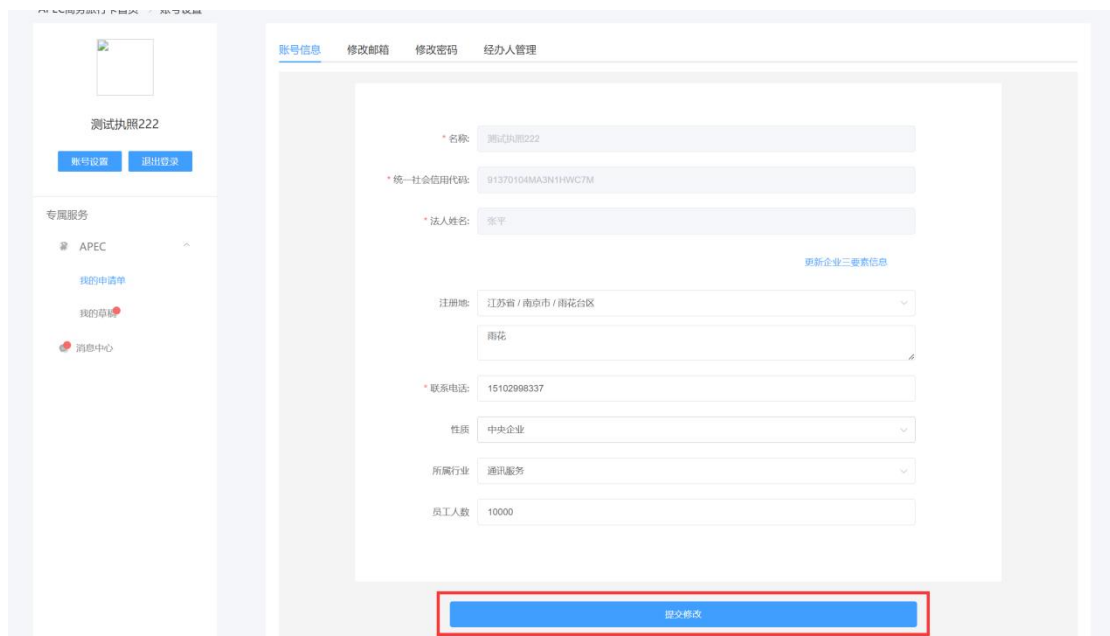 APEC商务旅行卡首页 > 账号设置
测试执照222
账号设置 退出登录
专属服务
APEC
我的申请单
我的草稿
消息中心
账号信息 修改邮箱 修改密码 经办人管理
* 名称: 测试执照222
* 统一社会信用代码: 91370104MA3N1HWC7M
* 法人姓名: 张平
更新企业三要素信息
注册地: 江苏省 / 南京市 / 雨花台区
雨花
* 联系电话: 15102998337
性质 中央企业
所属行业 通讯服务
员工人数 10000
提交修改